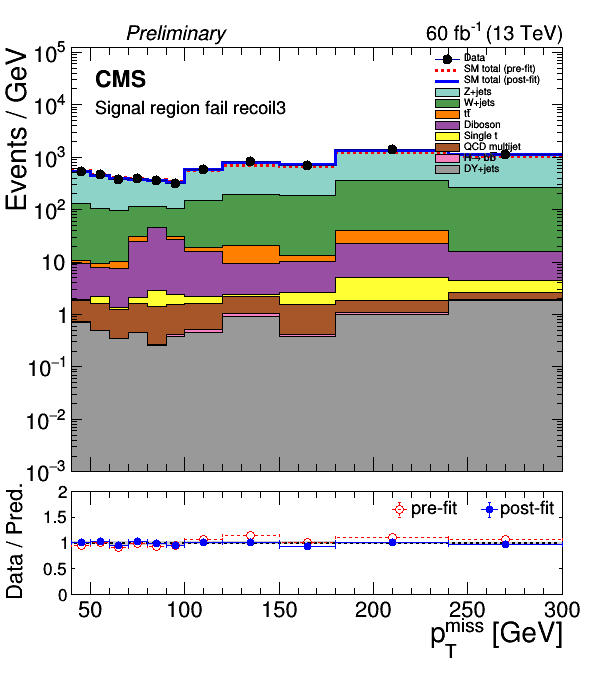 Preliminary 60 fb⁻¹ (13 TeV)
CMS
Signal region fail recoil3
Data
SM total (pre-fit)
SM total (post-fit)
Z+jets
W+jets
tt̄
Diboson
Single t
QCD multijet
DY+jets
Events / GeV
10⁵
10⁴
10³
10²
10
1
10⁻¹
10⁻²
10⁻³
pre-fit post-fit
Data / Pred.
2
1.5
1
0.5
0
50 100 150 200 250 300
p_T^miss [GeV]